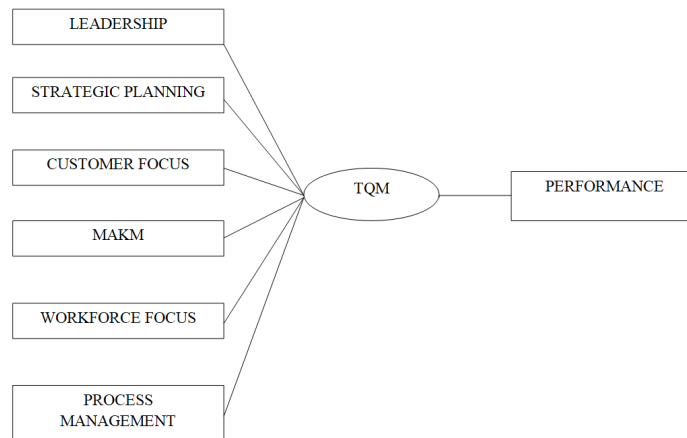 LEADERSHIP
STRATEGIC PLANNING
CUSTOMER FOCUS
TQM
PERFORMANCE
MAKM
WORKFORCE FOCUS
PROCESS
MANAGEMENT